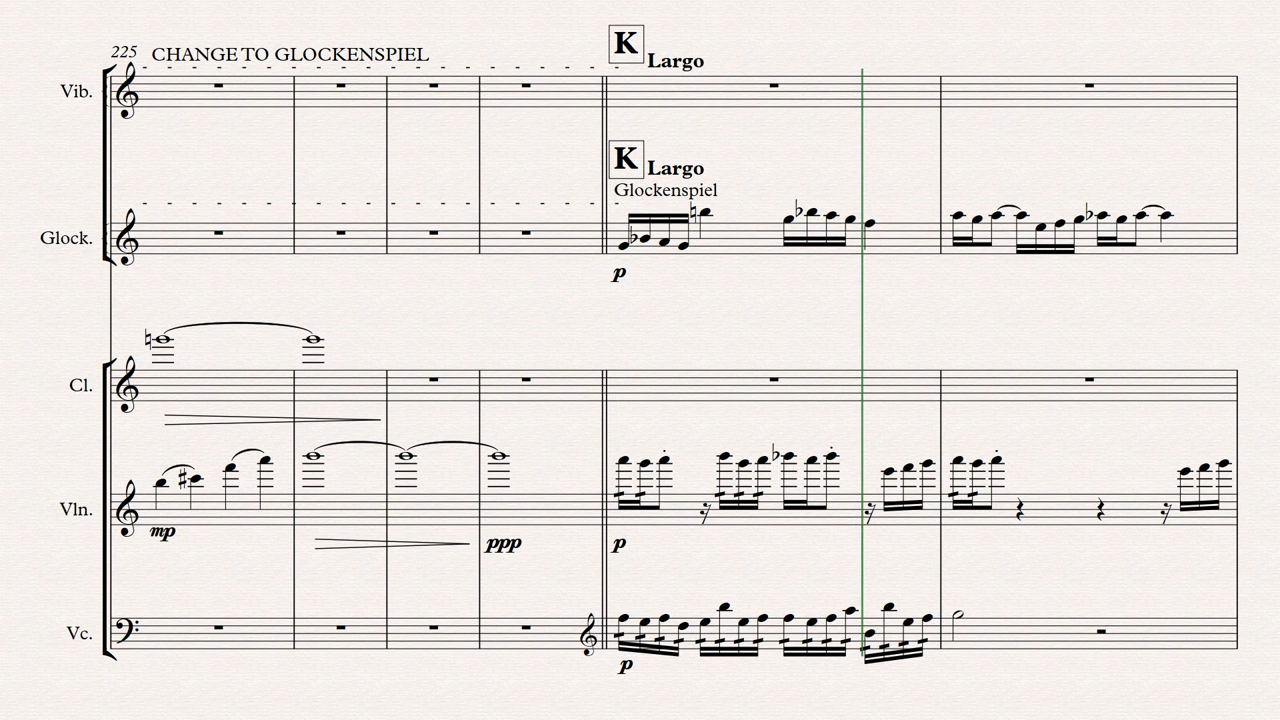 225 CHANGE TO GLOCKENSPIEL
K Largo
Vib.
K Largo
Glockenspiel
Glock.
p
Cl.
Vln.
mp
ppp
p
Vc.
p